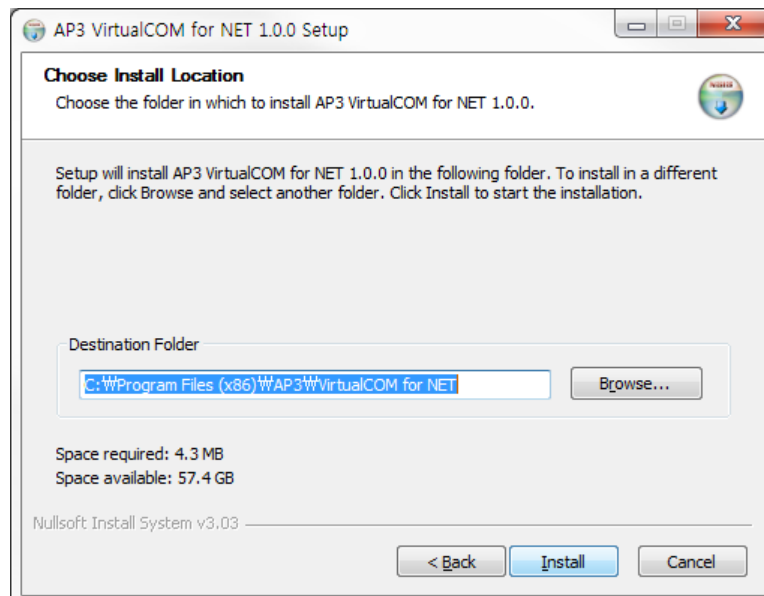 AP3 VirtualCOM for NET 1.0.0 Setup
Choose Install Location
Choose the folder in which to install AP3 VirtualCOM for NET 1.0.0.
Setup will install AP3 VirtualCOM for NET 1.0.0 in the following folder. To install in a different
folder, click Browse and select another folder. Click Install to start the installation.
Destination Folder
C:₩Program Files (x86)₩AP3₩VirtualCOM for NET
Browse...
Space required: 4.3 MB
Space available: 57.4 GB
Nullsoft Install System v3.03
< Back
Install
Cancel